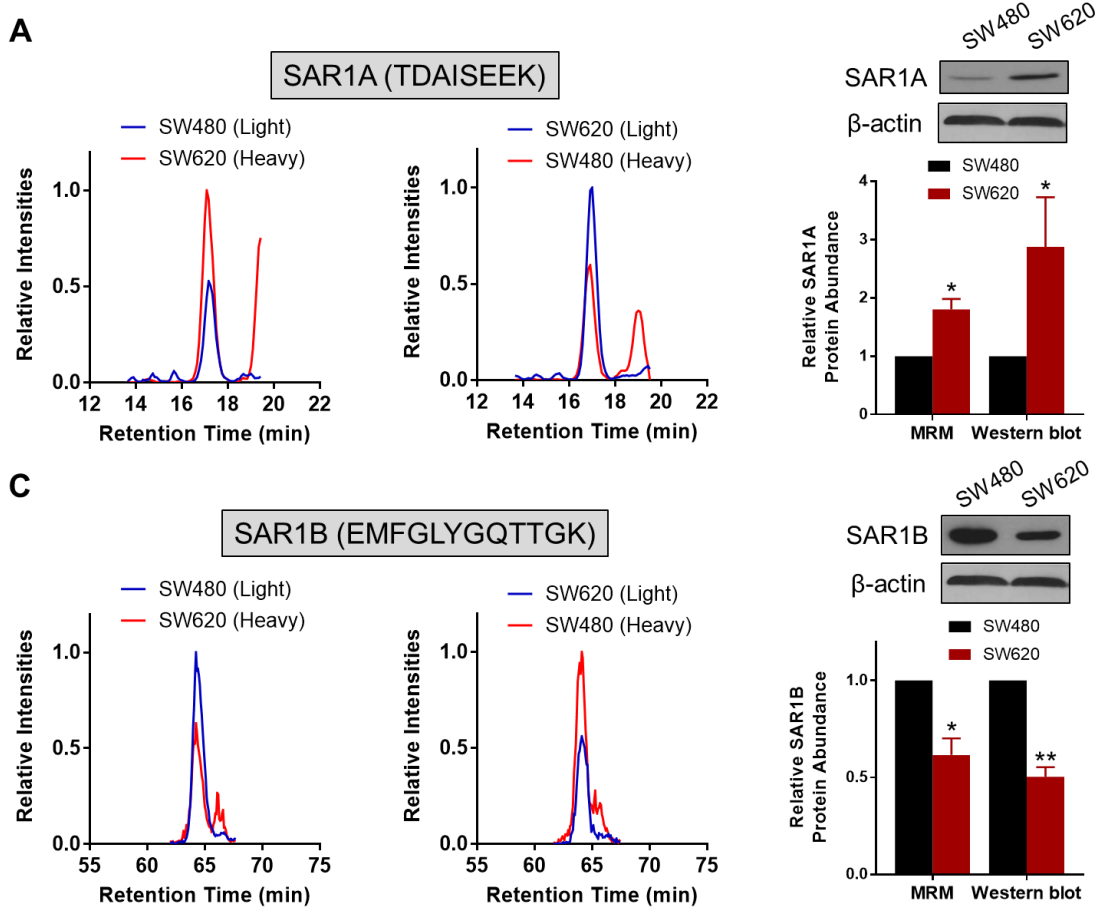 A
SAR1A (TDAISEEK)
SW480 (Light)
SW620 (Heavy)
Relative Intensities
1.0
0.5
0.0
12 14 16 18 20 22
Retention Time (min)
SW620 (Light)
SW480 (Heavy)
Relative Intensities
1.0
0.5
0.0
12 14 16 18 20 22
Retention Time (min)
SW480 SW620
SAR1A
β-actin
SW480
SW620
Relative SAR1A
Protein Abundance
4
3
2
1
0
* *
MRM Western blot
C
SAR1B (EMFGLYGQTTGK)
SW480 (Light)
SW620 (Heavy)
Relative Intensities
1.0
0.5
0.0
55 60 65 70 75
Retention Time (min)
SW620 (Light)
SW480 (Heavy)
Relative Intensities
1.0
0.5
0.0
55 60 65 70 75
Retention Time (min)
SW480 SW620
SAR1B
β-actin
SW480
SW620
Relative SAR1B
Protein Abundance
1.0
0.5
0.0
* **
MRM Western blot